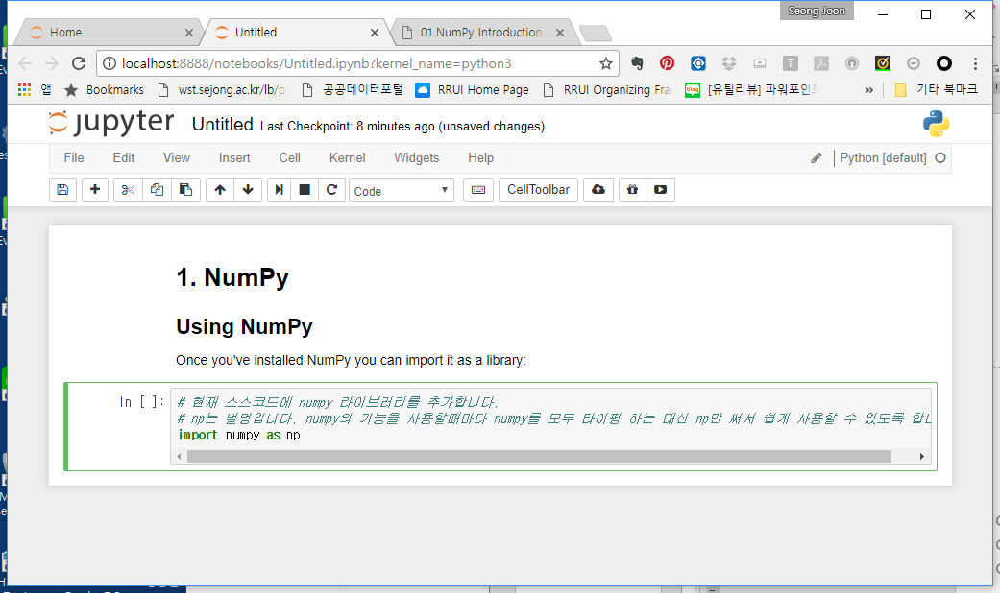 Seong Joon
Home
Untitled
01.NumPy Introduction
localhost:8888/notebooks/Untitled.ipynb?kernel_name=python3
앱
Bookmarks
wst.sejong.ac.kr/lb/p
공공데이터포털
RRUI Home Page
RRUI Organizing Fra
blog
[유틸리뷰] 파워포인트
»
기타 북마크
jupyter
Untitled Last Checkpoint: 8 minutes ago (unsaved changes)
File Edit View Insert Cell Kernel Widgets Help
Python [default]
Code
CellToolbar
1. NumPy
Using NumPy
Once you've installed NumPy you can import it as a library:
In [ ]:
# 현재 소스코드에 numpy 라이브러리를 추가합니다.
# np는 별명입니다. numpy의 기능을 사용할때마다 numpy를 모두 타이핑 하는 대신 np만 써서 쉽게 사용할 수 있도록 합니
import numpy as np